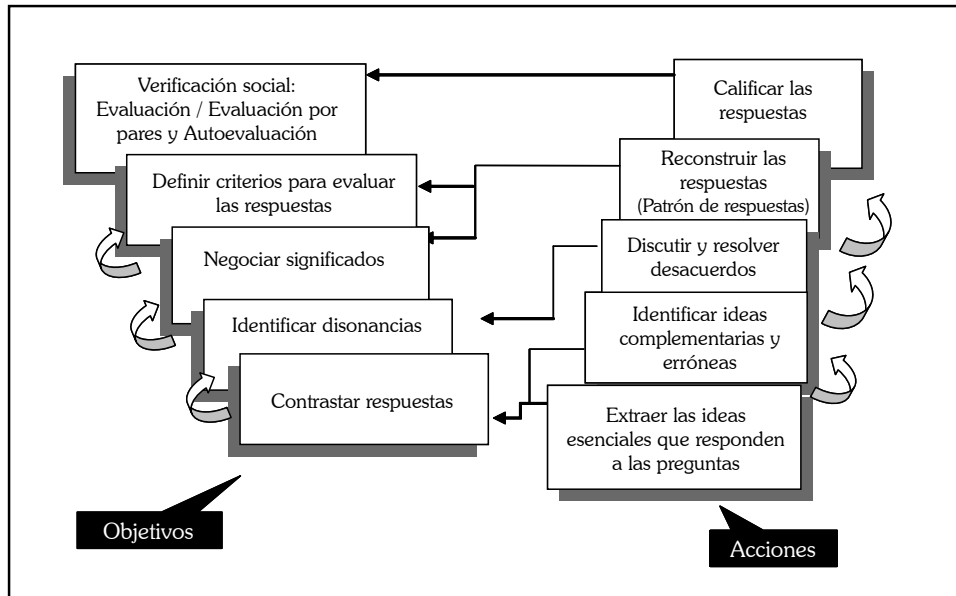 Verificación social:
Evaluación / Evaluación por
pares y Autoevaluación
Definir criterios para evaluar
las respuestas
Negociar significados
Identificar disonancias
Contrastar respuestas
Objetivos
Calificar las
respuestas
Reconstruir las
respuestas
(Patrón de respuestas)
Discutir y resolver
desacuerdos
Identificar ideas
complementarias y
erróneas
Extraer las ideas
esenciales que responden
a las preguntas
Acciones